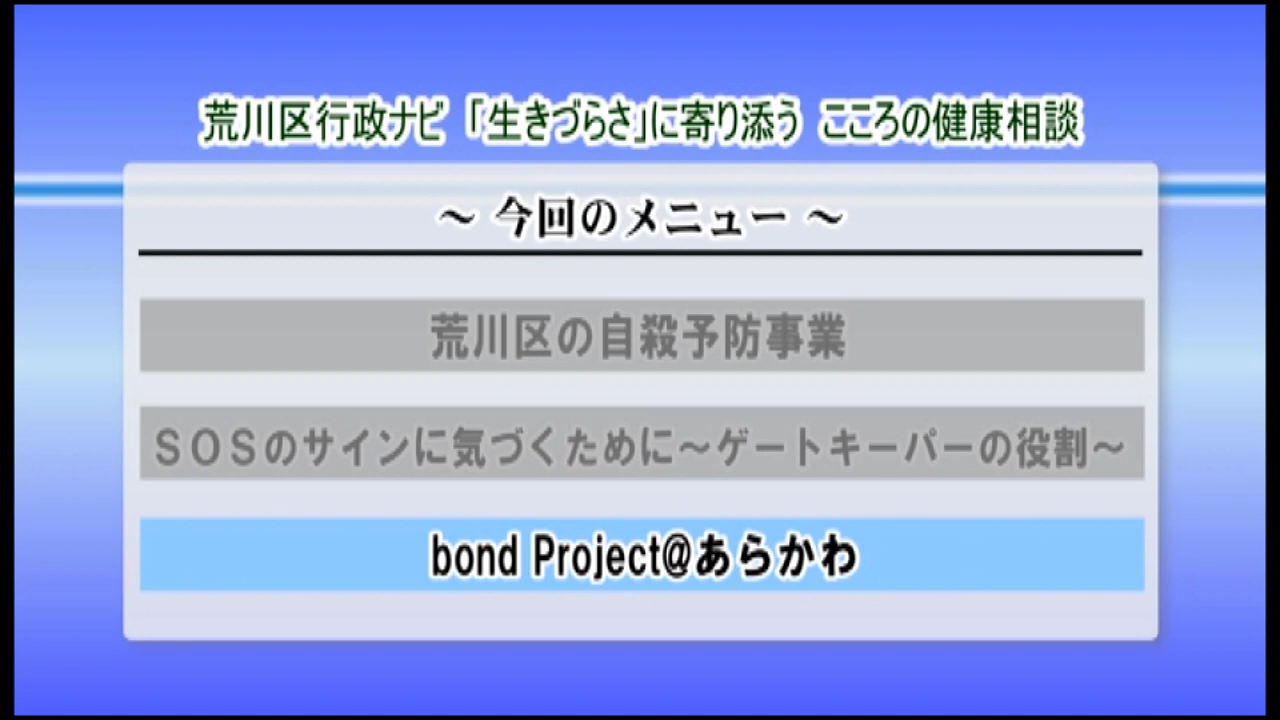 荒川区行政ナビ 「生きづらさ」に寄り添う こころの健康相談
～ 今回のメニュー ～
荒川区の自殺予防事業
ＳＯＳのサインに気づくために～ゲートキーパーの役割～
bond Project@あらかわ